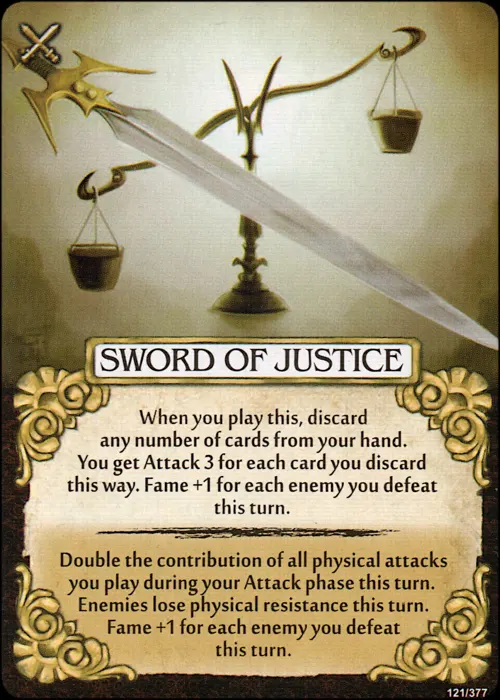 SWORD OF JUSTICE
When you play this, discard
any number of cards from your hand.
You get Attack 3 for each card you discard
this way. Fame +1 for each enemy you defeat
this turn.
Double the contribution of all physical attacks
you play during your Attack phase this turn.
Enemies lose physical resistance this turn.
Fame +1 for each enemy you defeat
this turn.
121/377